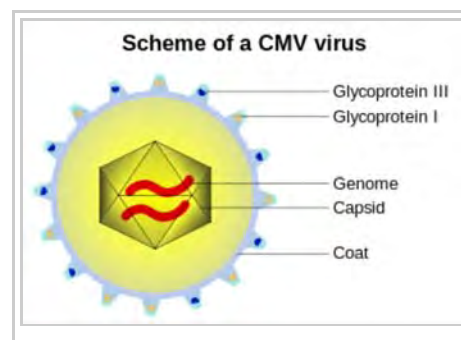 Scheme of a CMV virus
Glycoprotein III
Glycoprotein I
Genome
Capsid
Coat